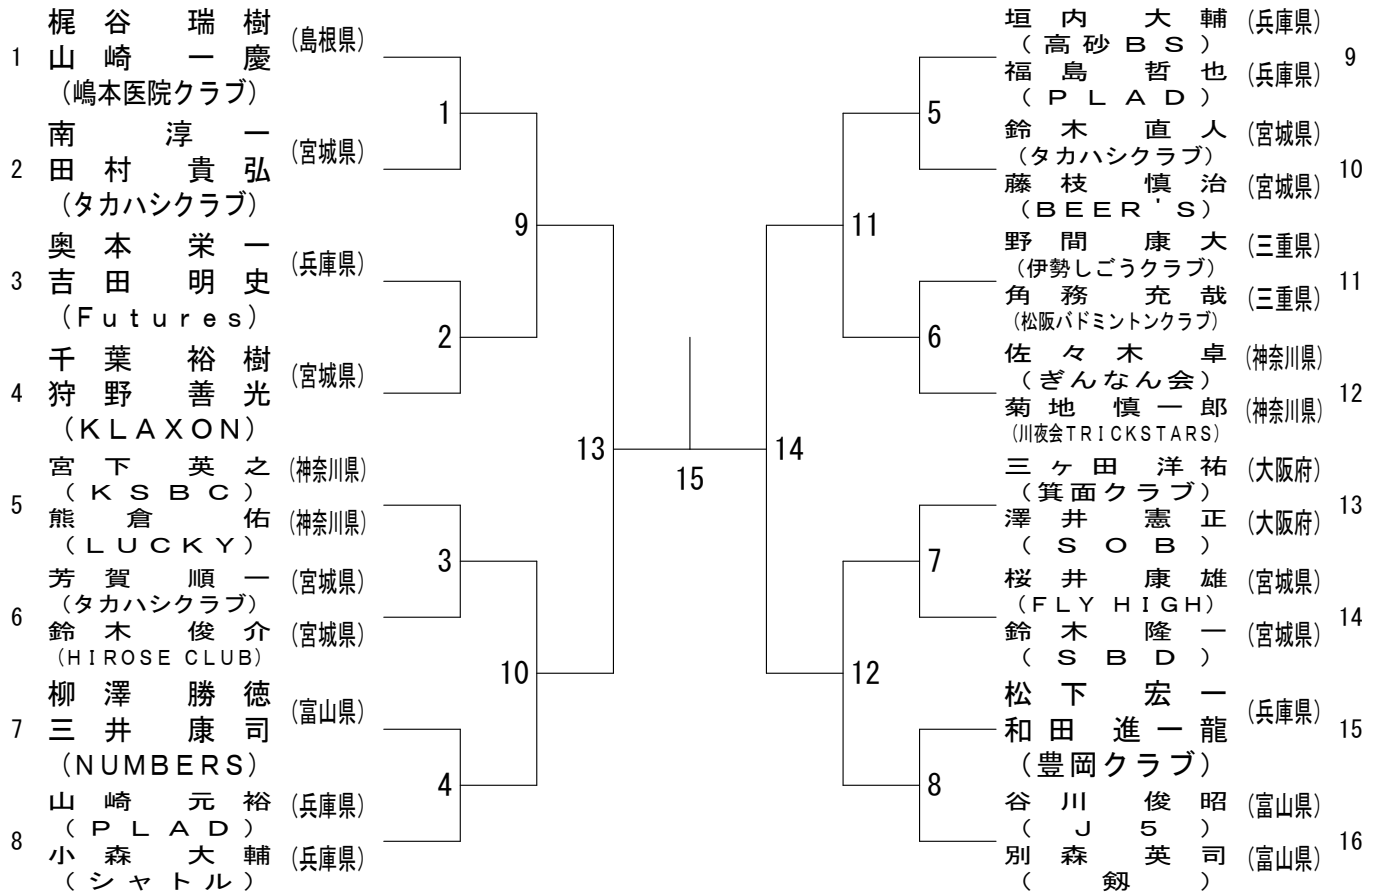 梶谷 瑞樹 (島根県)
1 山崎 一慶
(嶋本医院クラブ)
南 淳一 (宮城県)
2 田村 貴弘
(タカハシクラブ)
奥本 栄一 (兵庫県)
3 吉田 明史
(Futures)
千葉 裕樹 (宮城県)
4 狩野 善光
(KLAXON)
宮下 英之 (神奈川県)
(KSBC)
5
熊倉 佑 (神奈川県)
(LUCKY)
芳賀 順一 (宮城県)
(タカハシクラブ)
6
鈴木 俊介 (宮城県)
(HIROSE CLUB)
柳澤 勝徳 (富山県)
7 三井 康司
(NUMBERS)
山崎 元裕 (兵庫県)
(PLAD)
8
小森 大輔 (兵庫県)
(シャトル)
1
2
3
4
9
10
13
15
14
11
12
5
6
7
8
垣内 大輔 (兵庫県)
(高砂BS)
9
福島 哲也 (兵庫県)
(PLAD)
鈴木 直人 (宮城県)
(タカハシクラブ)
10
藤枝 慎治 (宮城県)
(BEER'S)
野間 康大 (三重県)
(伊勢しごうクラブ)
11
角務 充哉 (三重県)
(松阪バドミントンクラブ)
佐々木 卓 (神奈川県)
(ぎんなん会)
12
菊地 慎一郎 (神奈川県)
(川夜会TRICKSTARS)
三ヶ田 洋祐 (大阪府)
(箕面クラブ)
13
澤井 憲正 (大阪府)
(SOB)
桜井 康雄 (宮城県)
(FLY HIGH)
14
鈴木 隆一 (宮城県)
(SBD)
松下 宏一 (兵庫県)
和田 進一龍 15
(豊岡クラブ)
谷川 俊昭 (富山県)
(J5)
16
別森 英司 (富山県)
(剱)